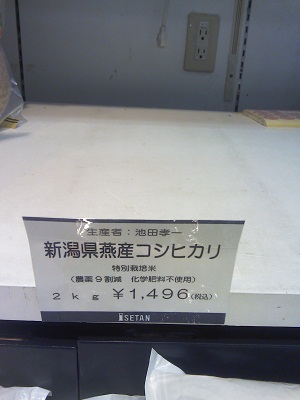 生産者：池田孝一
新潟県燕産コシヒカリ
特別栽培米
（農薬９割減 化学肥料不使用）
２ｋｇ ￥1,496（税込）
ISETAN